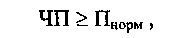 ЧП ≥ Пнорм ,